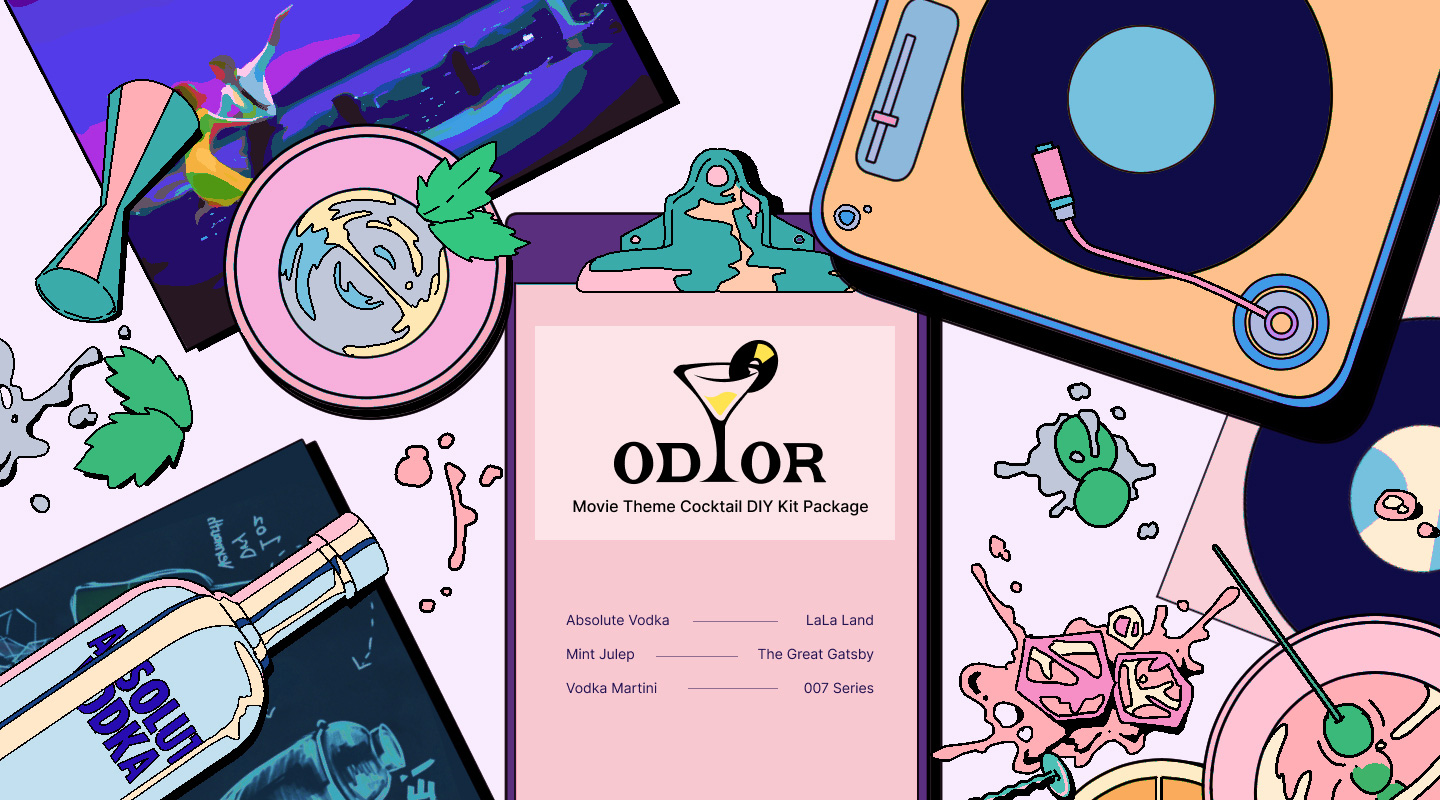 ODYOR
Movie Theme Cocktail DIY Kit Package
Absolute Vodka LaLa Land
Mint Julep The Great Gatsby
Vodka Martini 007 Series
ABSOLUT
VODKA